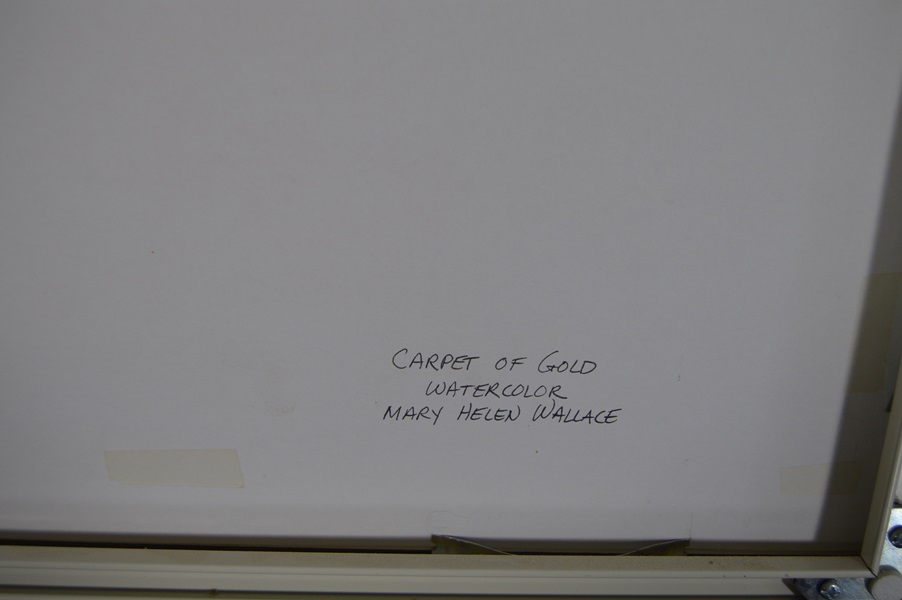 Carpet of Gold
Watercolor
Mary Helen Wallace